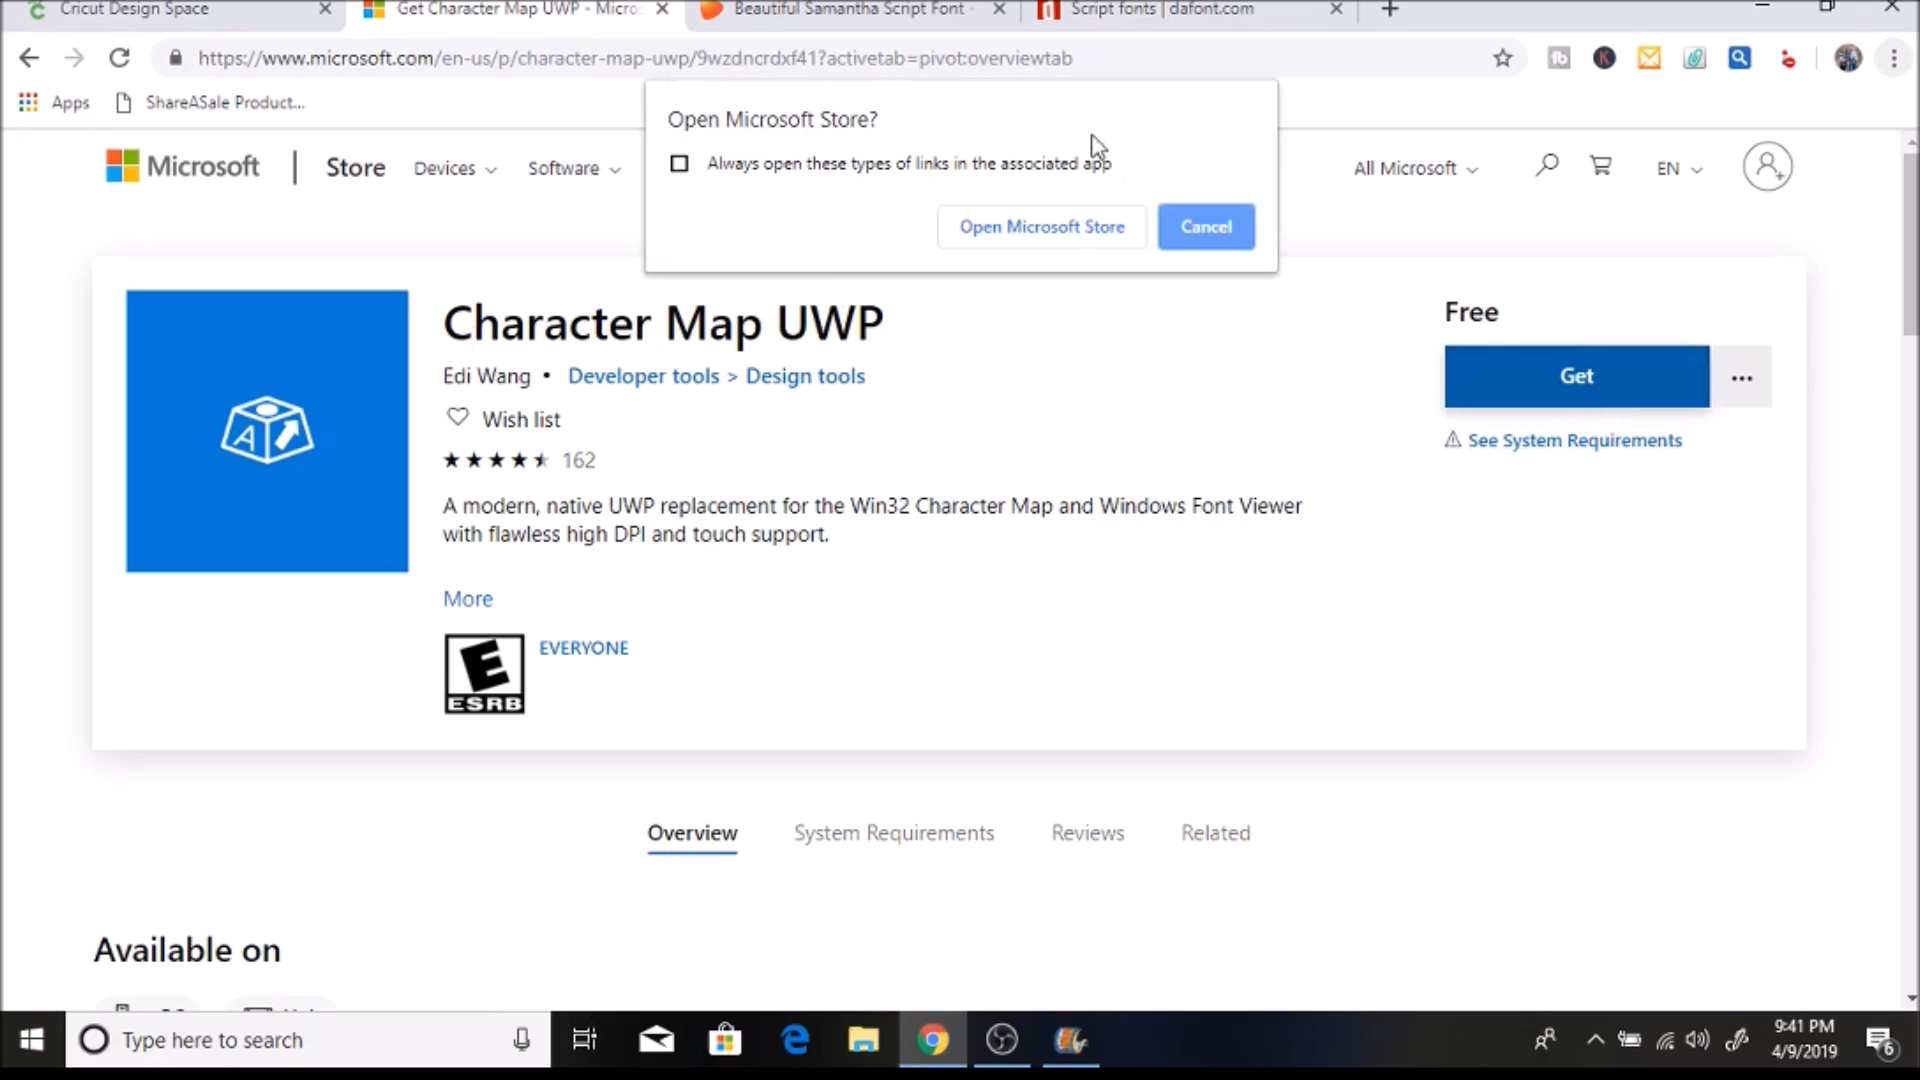 Cricut Design Space
Get Character Map UWP - Micros
Beautiful Samantha Script Font -
Script fonts | dafont.com
https://www.microsoft.com/en-us/p/character-map-uwp/9wzdncrdxf41?activetab=pivot:overviewtab
Apps
ShareASale Product...
Open Microsoft Store?
Always open these types of links in the associated app
Open Microsoft Store
Cancel
Microsoft
Store
Devices
Software
All Microsoft
EN
Character Map UWP
Edi Wang • Developer tools > Design tools
Wish list
162
A modern, native UWP replacement for the Win32 Character Map and Windows Font Viewer
with flawless high DPI and touch support.
More
E
ESRB
EVERYONE
Free
Get
...
See System Requirements
Overview
System Requirements
Reviews
Related
Available on
Type here to search
9:41 PM
4/9/2019
6